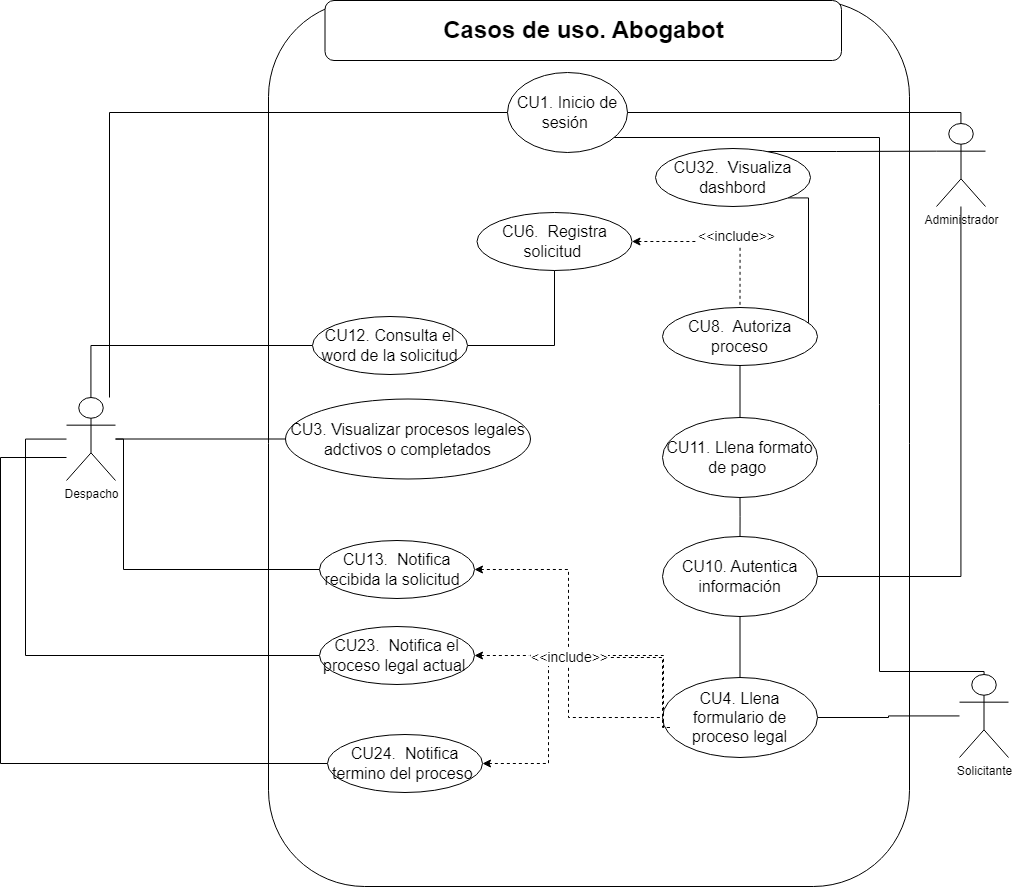 Casos de uso. Abogabot
CU1. Inicio de
sesión
CU32. Visualiza
dashbord
Administrador
CU6. Registra
solicitud
<<include>>
CU12. Consulta el
word de la solicitud
CU8. Autoriza
proceso
CU3. Visualizar procesos legales
adctivos o completados
Despacho
CU11. Llena formato
de pago
CU13. Notifica
recibida la solicitud
CU10. Autentica
información
CU23. Notifica el
proceso legal actual
<<include>>
CU4. Llena
formulario de
proceso legal
CU24. Notifica
termino del proceso
Solicitante